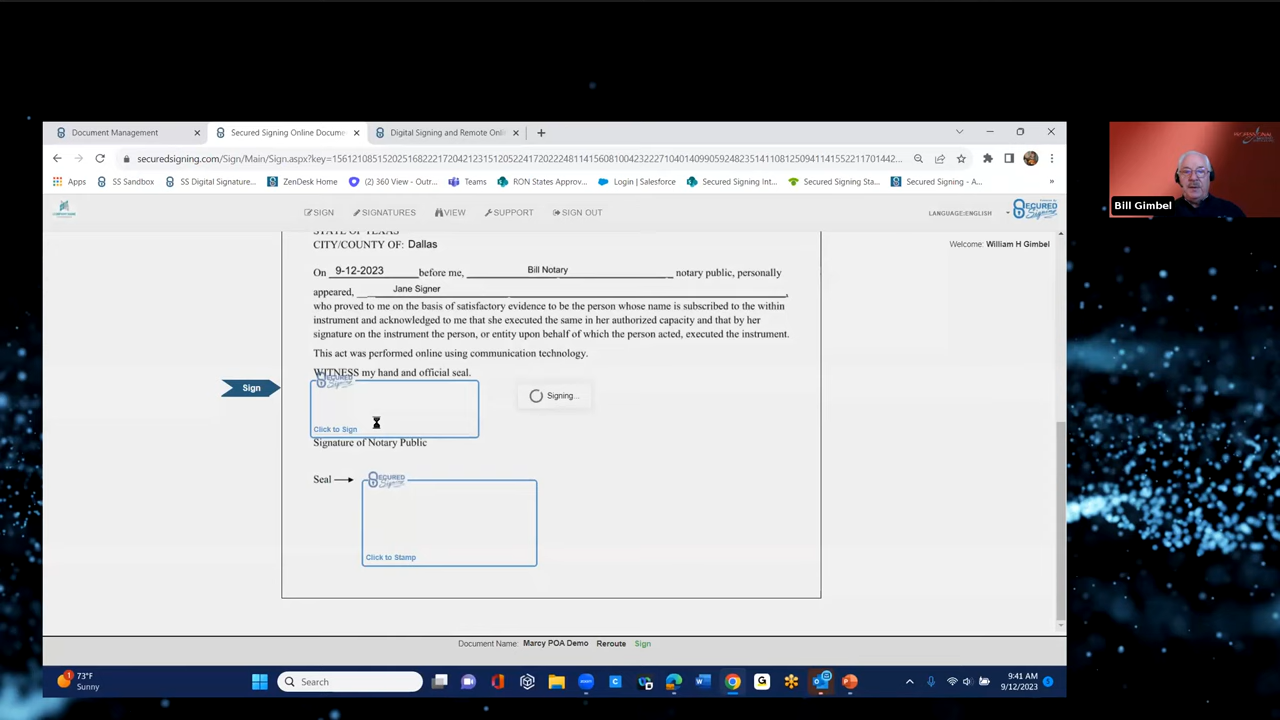 Document Management
Secured Signing Online Docume
Digital Signing and Remote Onli
securedsigning.com/Sign/Main/Sign.aspx?key=
Apps
SS Sandbox
SS Digital Signature...
ZenDesk Home
(2) 360 View - Outr...
Teams
RON States Approv...
Login | Salesforce
Secured Signing Int...
Secured Signing Sta...
Secured Signing - A...
SIGN
SIGNATURES
VIEW
SUPPORT
SIGN OUT
LANGUAGE:ENGLISH
SECURED
Signing
Welcome: William H Gimbel
Bill Gimbel
STATE OF TEXAS
CITY/COUNTY OF: Dallas
On 9-12-2023 before me, Bill Notary notary public, personally
appeared, Jane Signer,
who proved to me on the basis of satisfactory evidence to be the person whose name is subscribed to the within
instrument and acknowledged to me that she executed the same in her authorized capacity and that by her
signature on the instrument the person, or entity upon behalf of which the person acted, executed the instrument.
This act was performed online using communication technology.
WITNESS my hand and official seal.
SECURED
Signing
Sign
Signing...
Click to Sign
Signature of Notary Public
Seal
SECURED
Signing
Click to Stamp
Document Name: Marcy POA Demo Reroute Sign
73°F
Sunny
Search
9:41 AM
9/12/2023